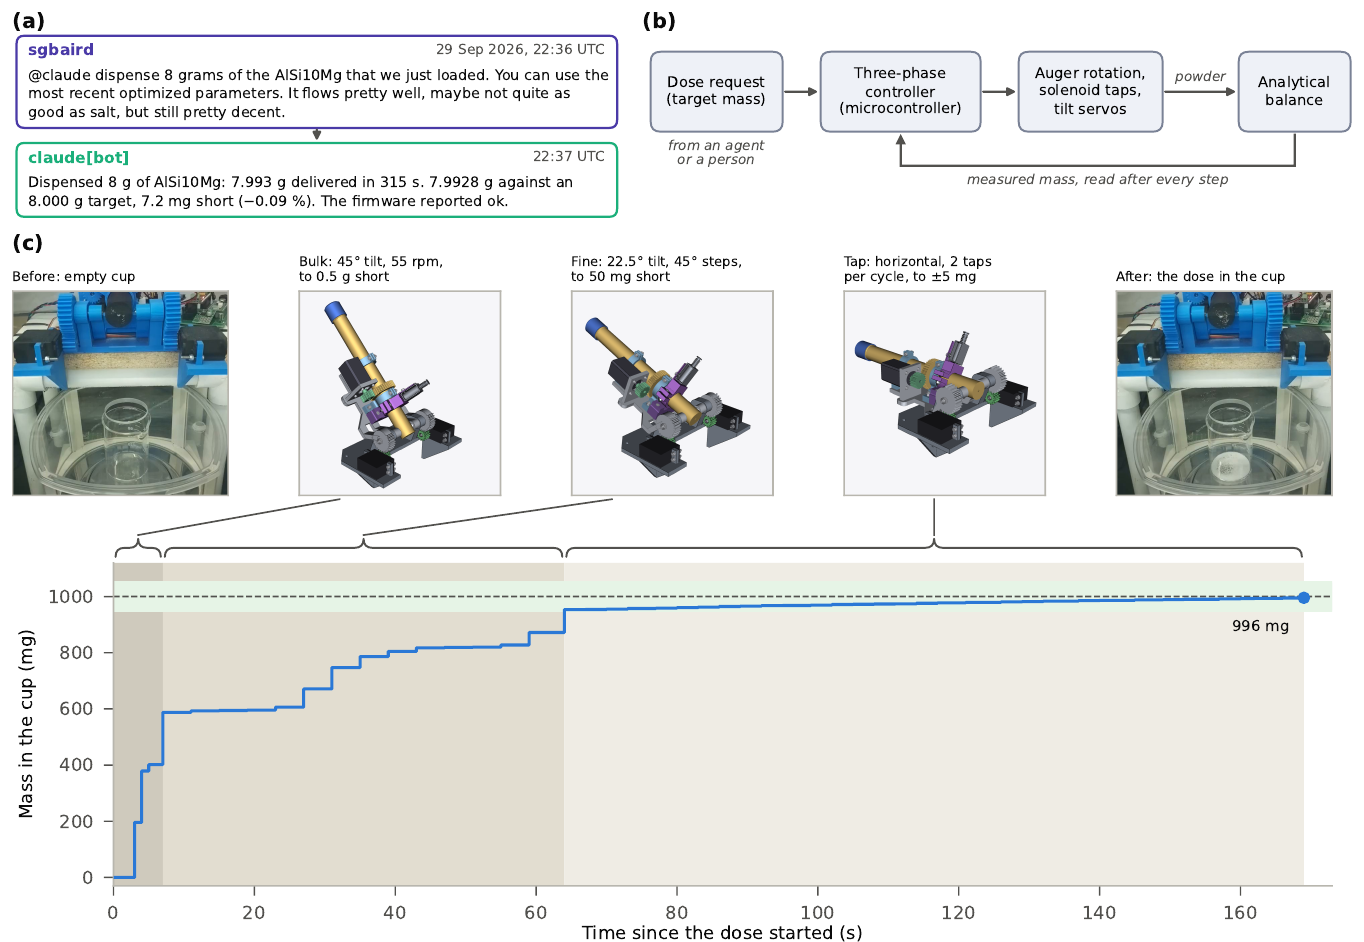 (a)
sgbaird
29 Sep 2026, 22:36 UTC
@claude dispense 8 grams of the AlSi10Mg that we just loaded. You can use the
most recent optimized parameters. It flows pretty well, maybe not quite as
good as salt, but still pretty decent.
claude[bot]
22:37 UTC
Dispensed 8 g of AlSi10Mg: 7.993 g delivered in 315 s. 7.9928 g against an
8.000 g target, 7.2 mg short (−0.09 %). The firmware reported ok.
(b)
Dose request
(target mass)
from an agent
or a person
Three-phase
controller
(microcontroller)
Auger rotation,
solenoid taps,
tilt servos
powder
Analytical
balance
measured mass, read after every step
(c)
Before: empty cup
Bulk: 45° tilt, 55 rpm,
to 0.5 g short
Fine: 22.5° tilt, 45° steps,
to 50 mg short
Tap: horizontal, 2 taps
per cycle, to ±5 mg
After: the dose in the cup
Mass in the cup (mg)
1000
800
600
400
200
0
996 mg
0
20
40
60
80
100
120
140
160
Time since the dose started (s)